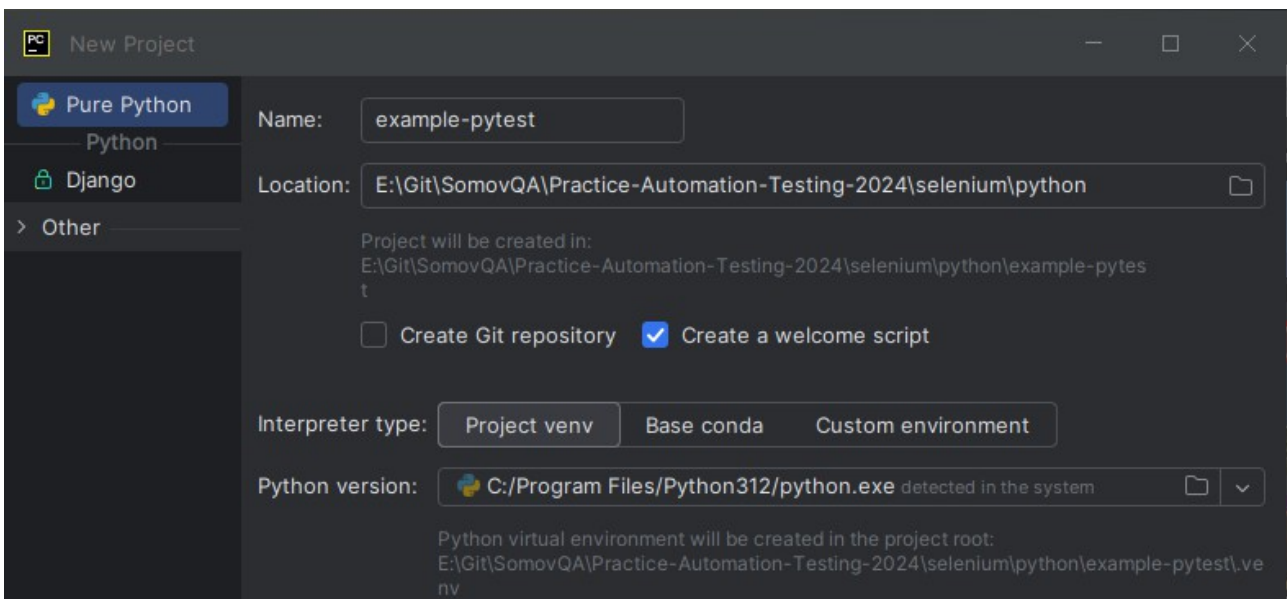 PC
New Project
Pure Python
Python
Django
Other
Name: example-pytest
Location: E:\Git\SomovQA\Practice-Automation-Testing-2024\selenium\python
Project will be created in:
E:\Git\SomovQA\Practice-Automation-Testing-2024\selenium\python\example-pytes
t
Create Git repository Create a welcome script
Interpreter type: Project venv Base conda Custom environment
Python version: C:/Program Files/Python312/python.exe detected in the system
Python virtual environment will be created in the project root:
E:\Git\SomovQA\Practice-Automation-Testing-2024\selenium\python\example-pytest\.ve
nv